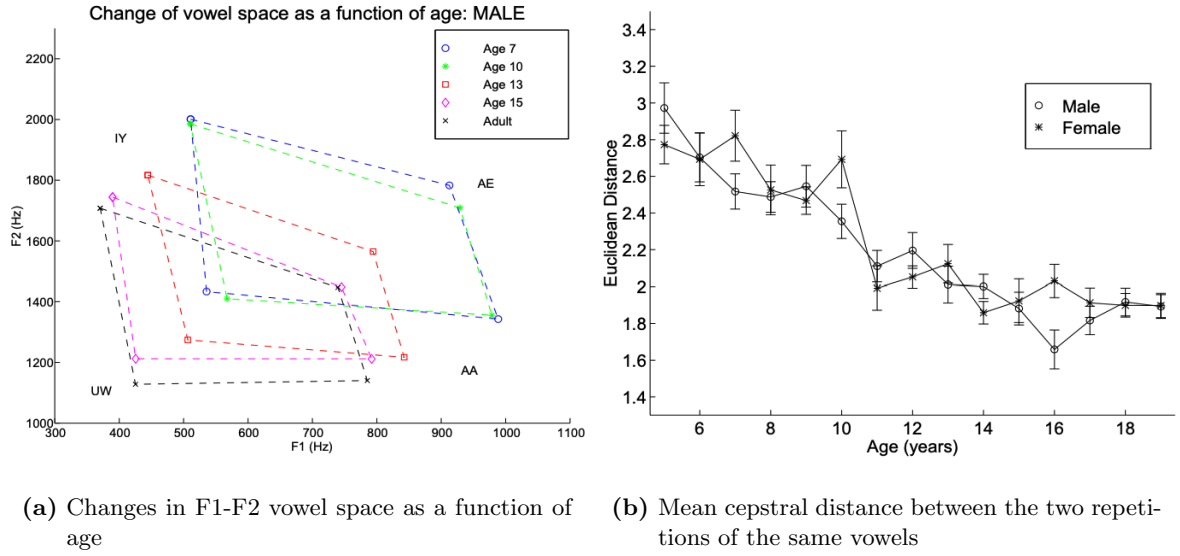 Change of vowel space as a function of age: MALE
2200
2000
1800
1600
1400
1200
1000
F2 (Hz)
300 400 500 600 700 800 900 1000 1100
F1 (Hz)
IY
AE
UW
AA
Age 7
Age 10
Age 13
Age 15
Adult
3.4
3.2
3
2.8
2.6
2.4
2.2
2
1.8
1.6
1.4
Euclidean Distance
6 8 10 12 14 16 18
Age (years)
Male
Female
(a) Changes in F1-F2 vowel space as a function of
age
(b) Mean cepstral distance between the two repeti-
tions of the same vowels